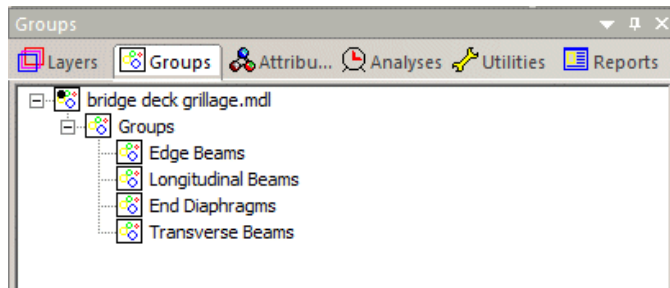 Groups
Layers Groups Attribu... Analyses Utilities Reports
bridge deck grillage.mdl
Groups
Edge Beams
Longitudinal Beams
End Diaphragms
Transverse Beams